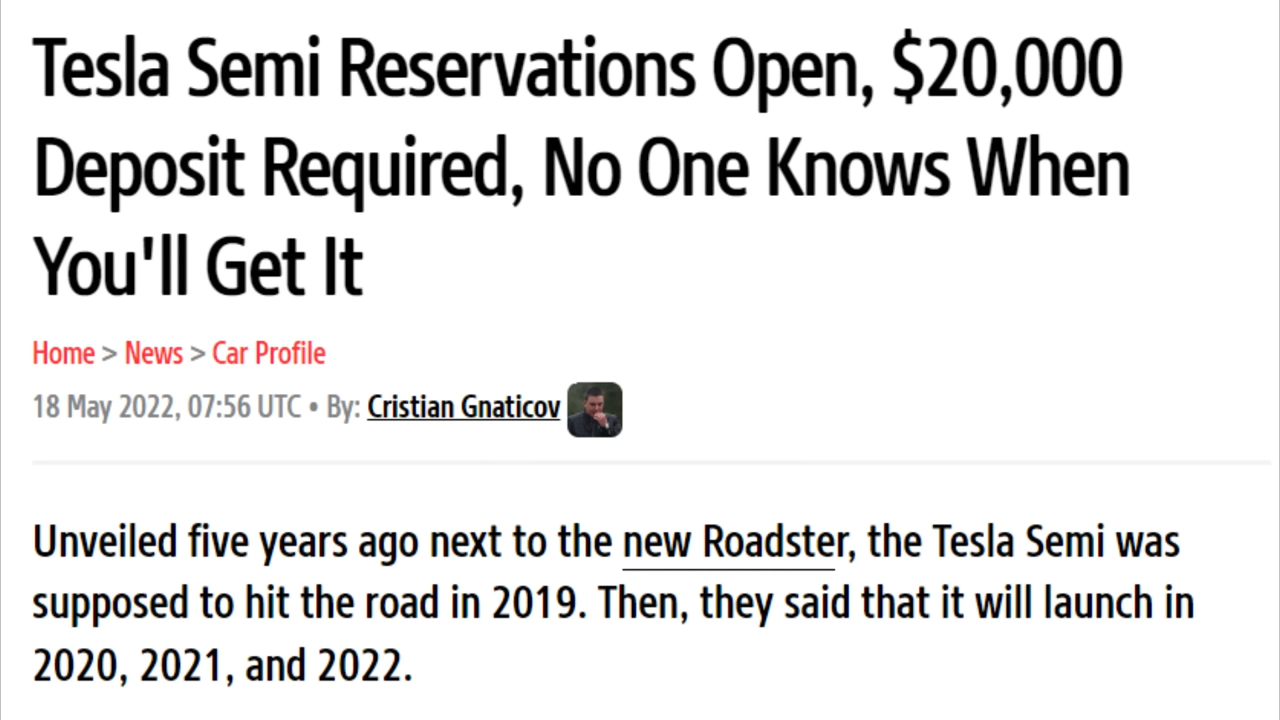 Tesla Semi Reservations Open, $20,000
Deposit Required, No One Knows When
You'll Get It
Home > News > Car Profile
18 May 2022, 07:56 UTC • By: Cristian Gnaticov
Unveiled five years ago next to the new Roadster, the Tesla Semi was
supposed to hit the road in 2019. Then, they said that it will launch in
2020, 2021, and 2022.